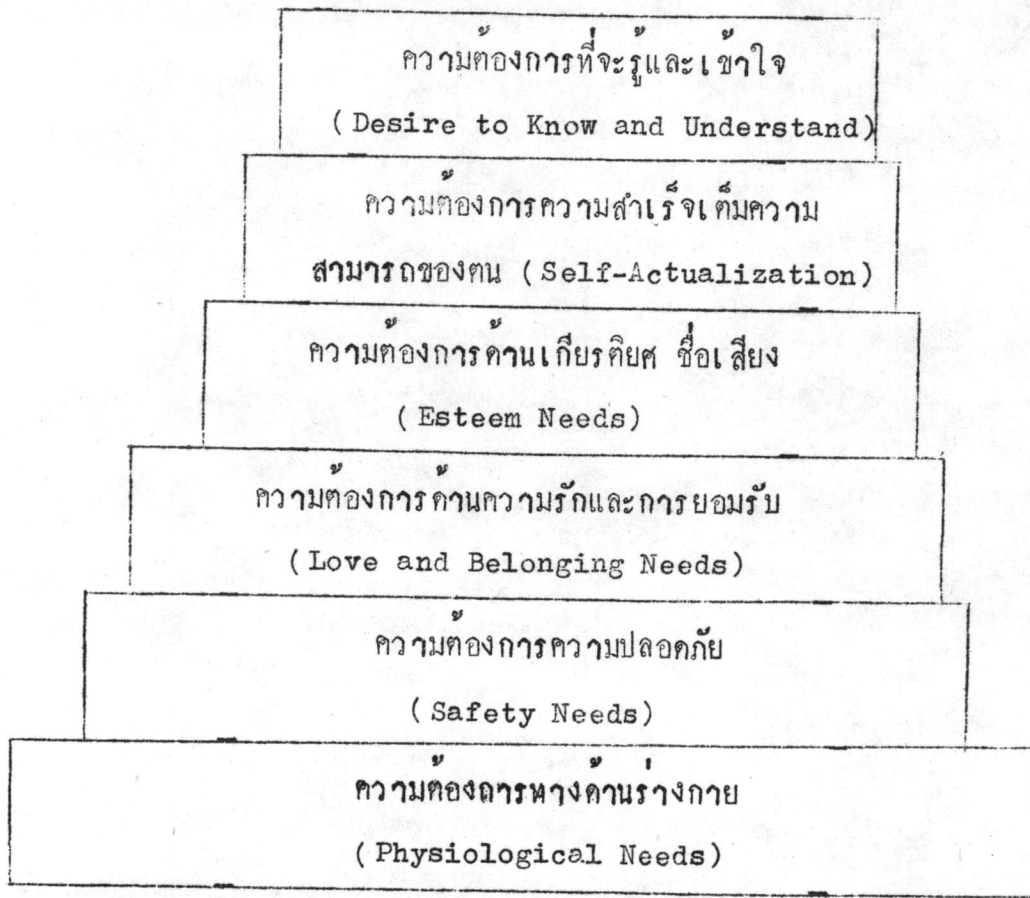 ความต้องการที่จะรู้และเข้าใจ
(Desire to Know and Understand)
ความต้องการความสำเร็จเต็มความ
สามารถของตน (Self-Actualization)
ความต้องการด้านเกียรติยศ ชื่อเสียง
(Esteem Needs)
ความต้องการด้านความรักและการยอมรับ
(Love and Belonging Needs)
ความต้องการความปลอดภัย
(Safety Needs)
ความต้องการทางด้านร่างกาย
(Physiological Needs)